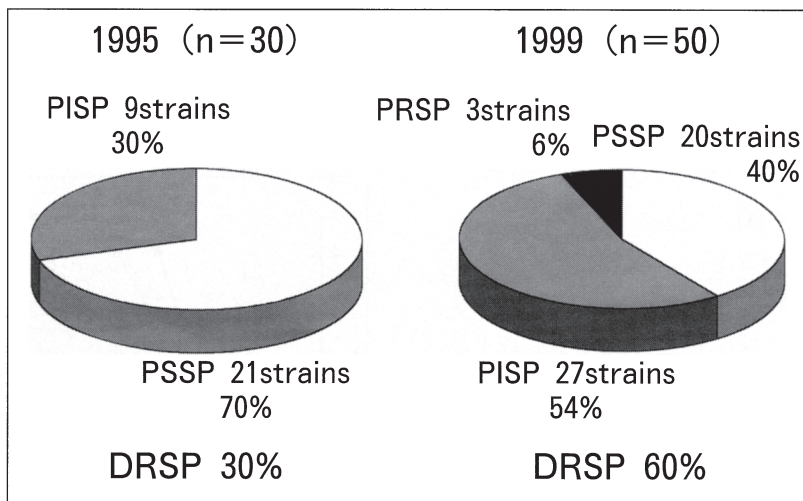 1995 (n=30)
PISP 9strains
30%
PSSP 21strains
70%
DRSP 30%
1999 (n=50)
PRSP 3strains
6%
PSSP 20strains
40%
PISP 27strains
54%
DRSP 60%